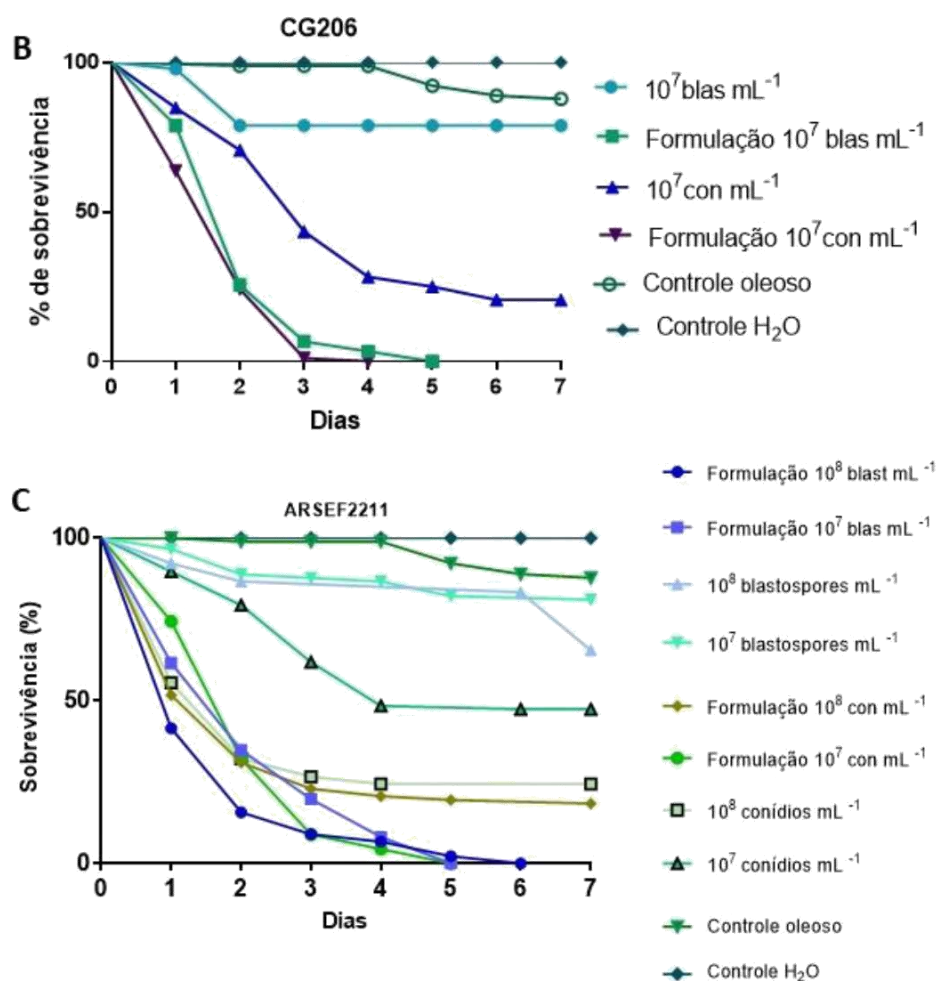 B
CG206
% de sobrevivência
100
50
0
0 1 2 3 4 5 6 7
Dias
10⁷blas mL⁻¹
Formulação 10⁷ blas mL⁻¹
10⁷con mL⁻¹
Formulação 10⁷con mL⁻¹
Controle oleoso
Controle H₂O
C
ARSEF2211
Sobrevivência (%)
100
50
0
0 1 2 3 4 5 6 7
Dias
Formulação 10⁸ blast mL⁻¹
Formulação 10⁷ blas mL⁻¹
10⁸ blastospores mL⁻¹
10⁷ blastospores mL⁻¹
Formulação 10⁸ con mL⁻¹
Formulação 10⁷ con mL⁻¹
10⁸ conídios mL⁻¹
10⁷ conídios mL⁻¹
Controle oleoso
Controle H₂O